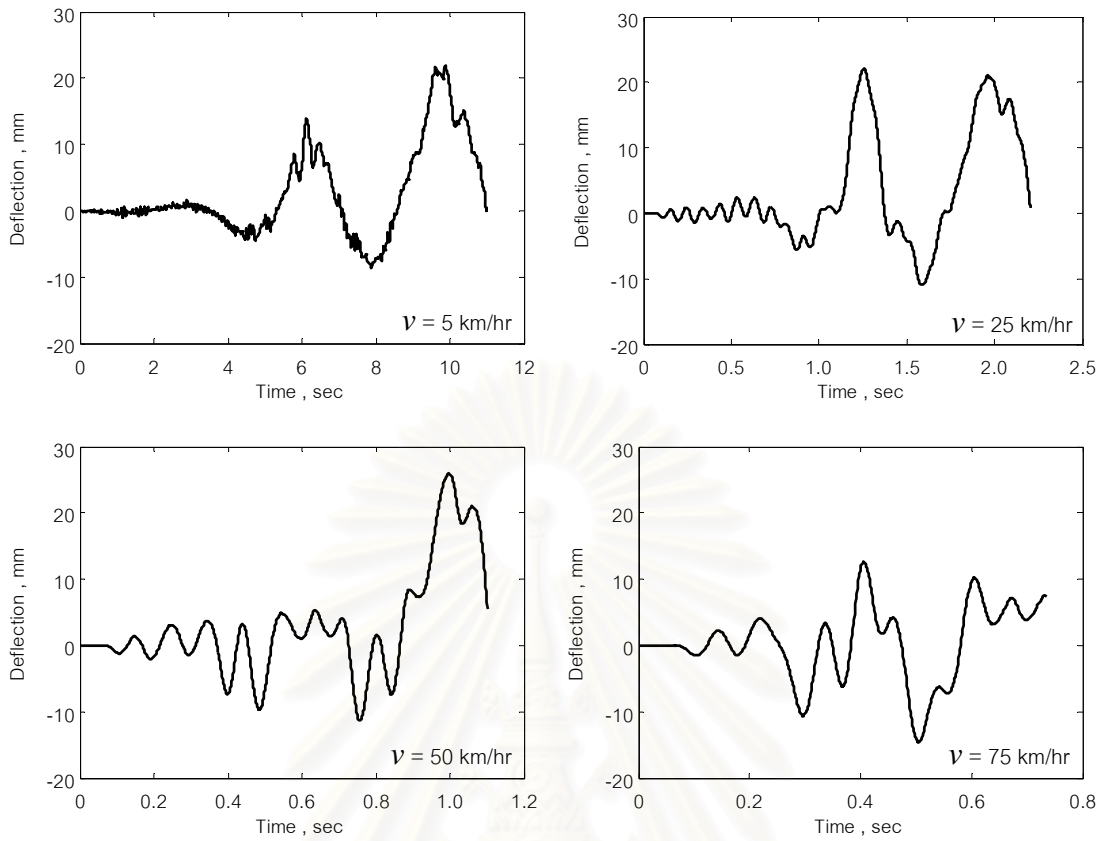 30
20
10
0
-10
-20
Deflection , mm
v = 5 km/hr
0 2 4 6 8 10 12
Time , sec
30
20
10
0
-10
-20
Deflection , mm
v = 25 km/hr
0 0.5 1.0 1.5 2.0 2.5
Time , sec
30
20
10
0
-10
-20
Deflection , mm
v = 50 km/hr
0 0.2 0.4 0.6 0.8 1.0 1.2
Time , sec
30
20
10
0
-10
-20
Deflection , mm
v = 75 km/hr
0 0.2 0.4 0.6 0.8
Time , sec